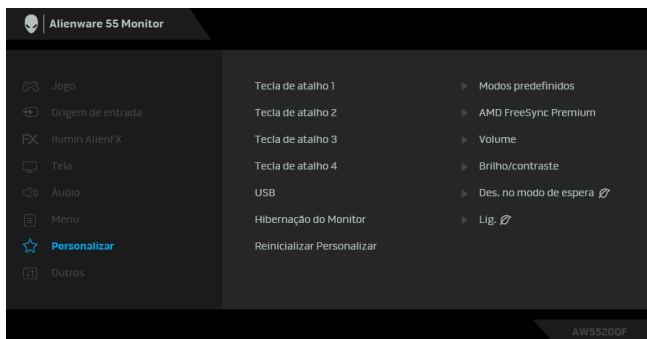 Alienware 55 Monitor
Jogo
Origem de entrada
Ilumin AlienFX
Tela
Áudio
Menu
Personalizar
Outros
Tecla de atalho 1 Modos predefinidos
Tecla de atalho 2 AMD FreeSync Premium
Tecla de atalho 3 Volume
Tecla de atalho 4 Brilho/contraste
USB Des. no modo de espera
Hibernação do Monitor Lig.
Reinicializar Personalizar
AW5520QF